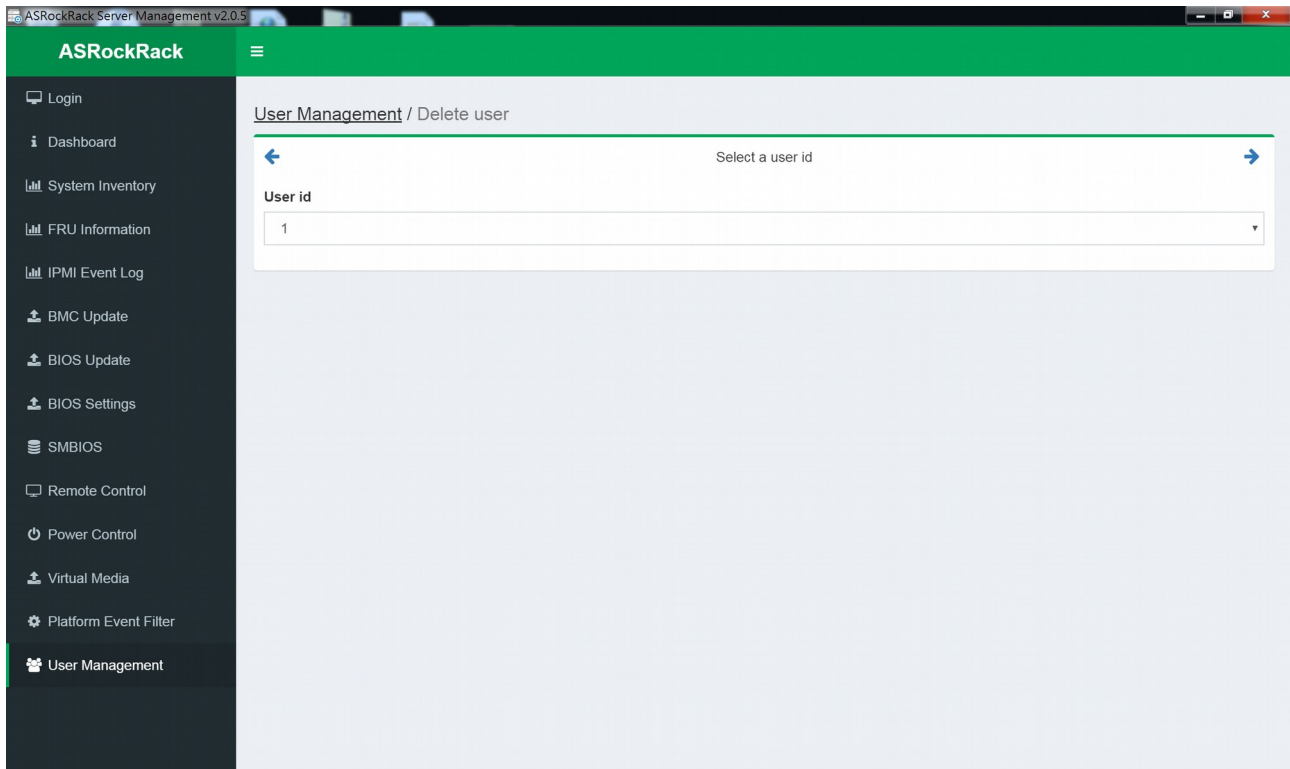 ASRockRack Server Management v2.0.5
ASRockRack
Login
Dashboard
System Inventory
FRU Information
IPMI Event Log
BMC Update
BIOS Update
BIOS Settings
SMBIOS
Remote Control
Power Control
Virtual Media
Platform Event Filter
User Management
User Management / Delete user
Select a user id
User id
1